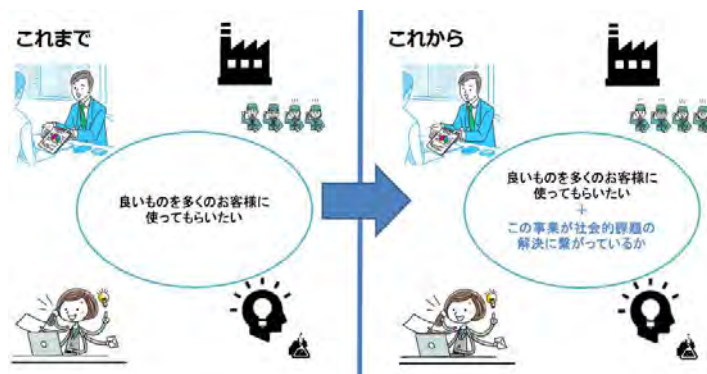 これまで
良いものを多くのお客様に
使ってもらいたい
これから
良いものを多くのお客様に
使ってもらいたい
+
この事業が社会的課題の
解決に繋がっているか